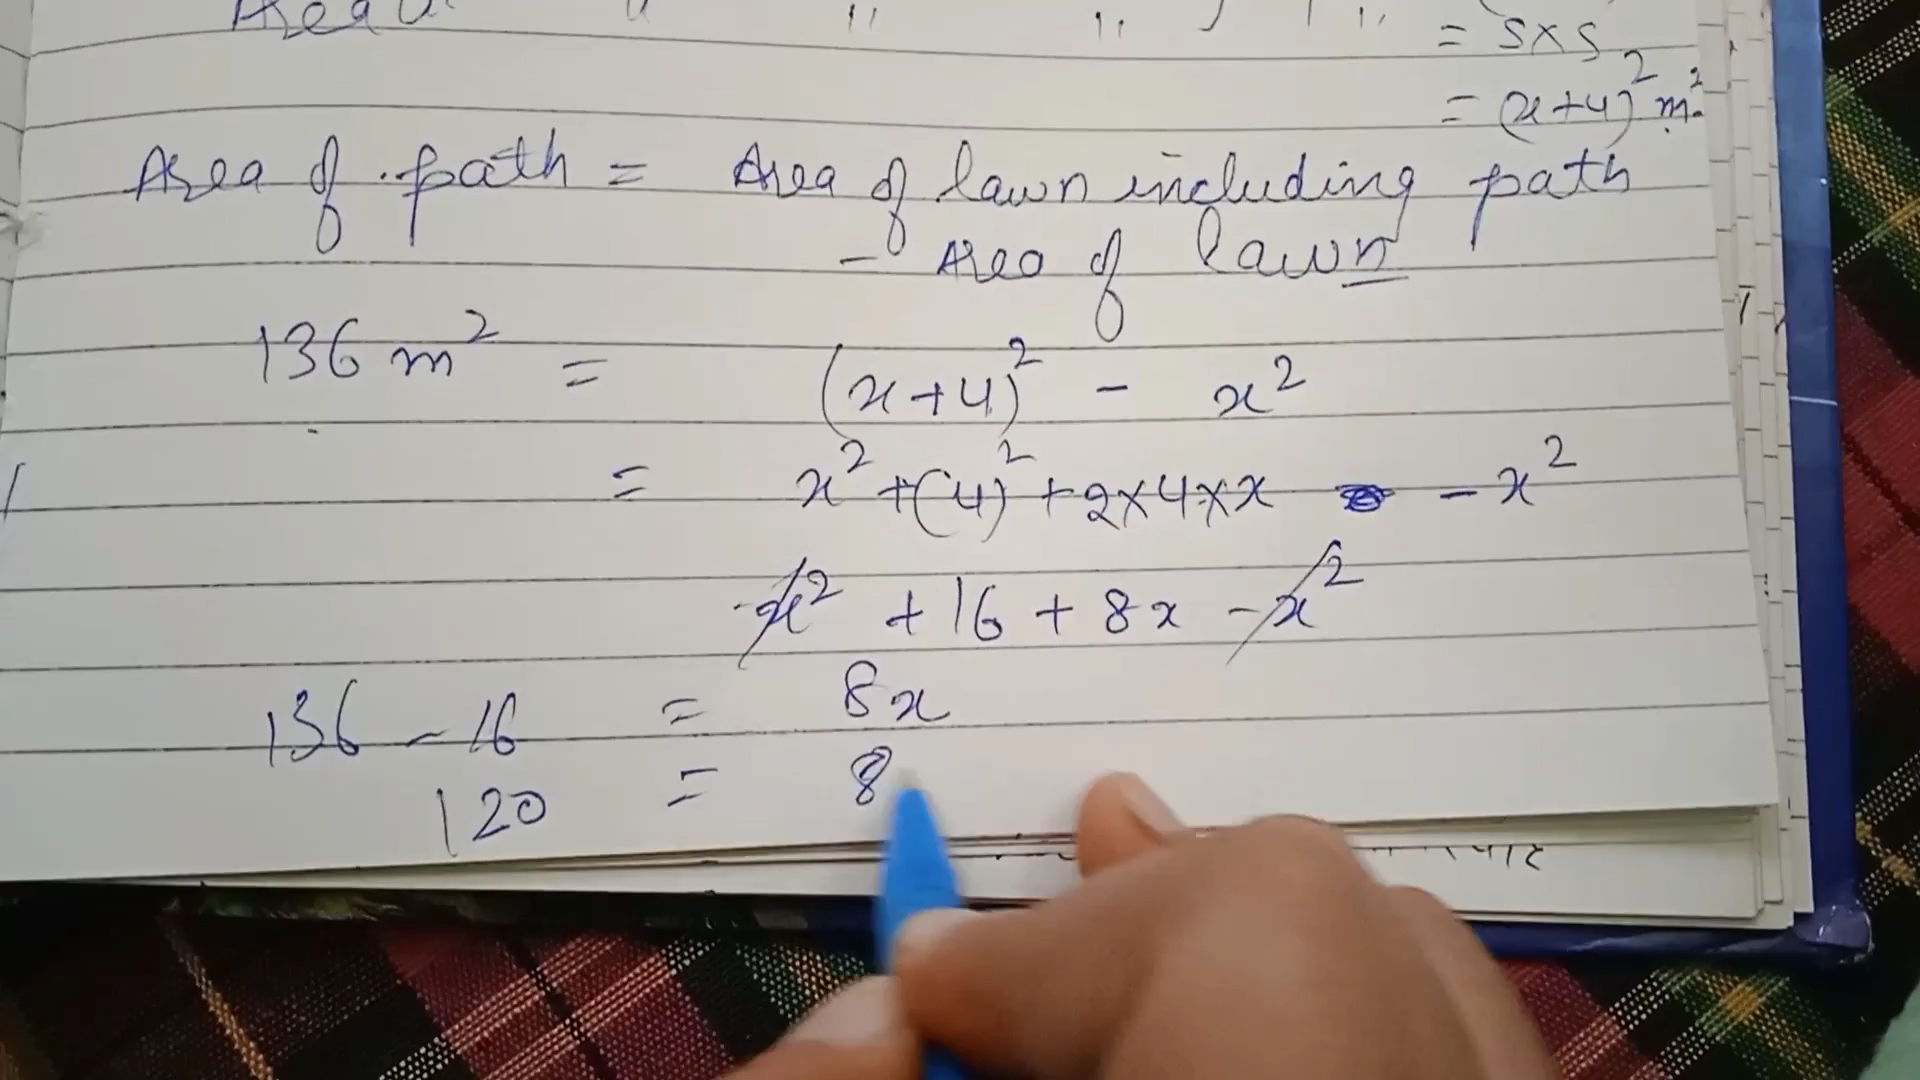 = s×s
= (x+4)² m².
Area of path = Area of lawn including path
- Area of lawn
136 m² = (x+4)² - x²
= x² + (4)² + 2×4×x - x²
x² + 16 + 8x - x²
136 - 16 = 8x
120 = 8